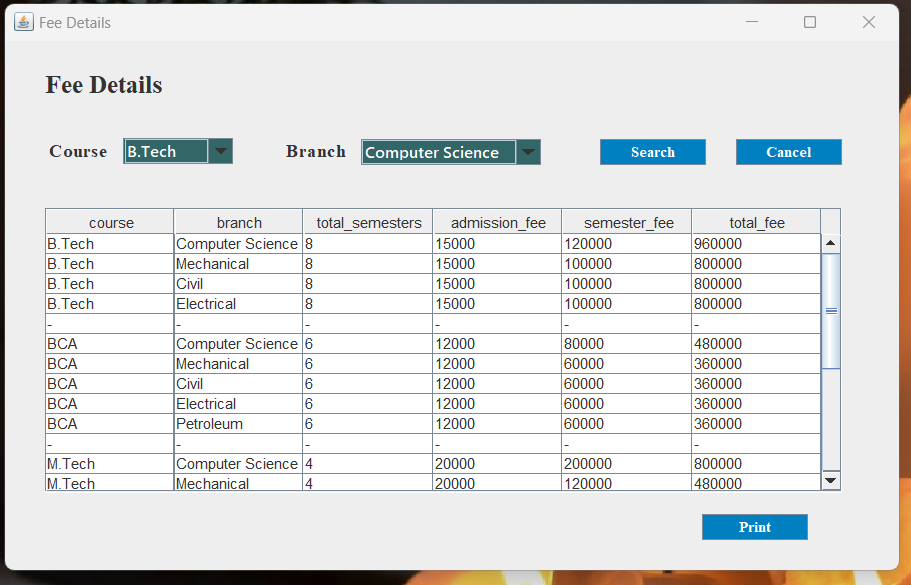 Fee Details
Fee Details
Course B.Tech Branch Computer Science Search Cancel
course branch total_semesters admission_fee semester_fee total_fee
B.Tech Computer Science 8 15000 120000 960000
B.Tech Mechanical 8 15000 100000 800000
B.Tech Civil 8 15000 100000 800000
B.Tech Electrical 8 15000 100000 800000
- - - - - -
BCA Computer Science 6 12000 80000 480000
BCA Mechanical 6 12000 60000 360000
BCA Civil 6 12000 60000 360000
BCA Electrical 6 12000 60000 360000
BCA Petroleum 6 12000 60000 360000
- - - - - -
M.Tech Computer Science 4 20000 200000 800000
M.Tech Mechanical 4 20000 120000 480000
Print